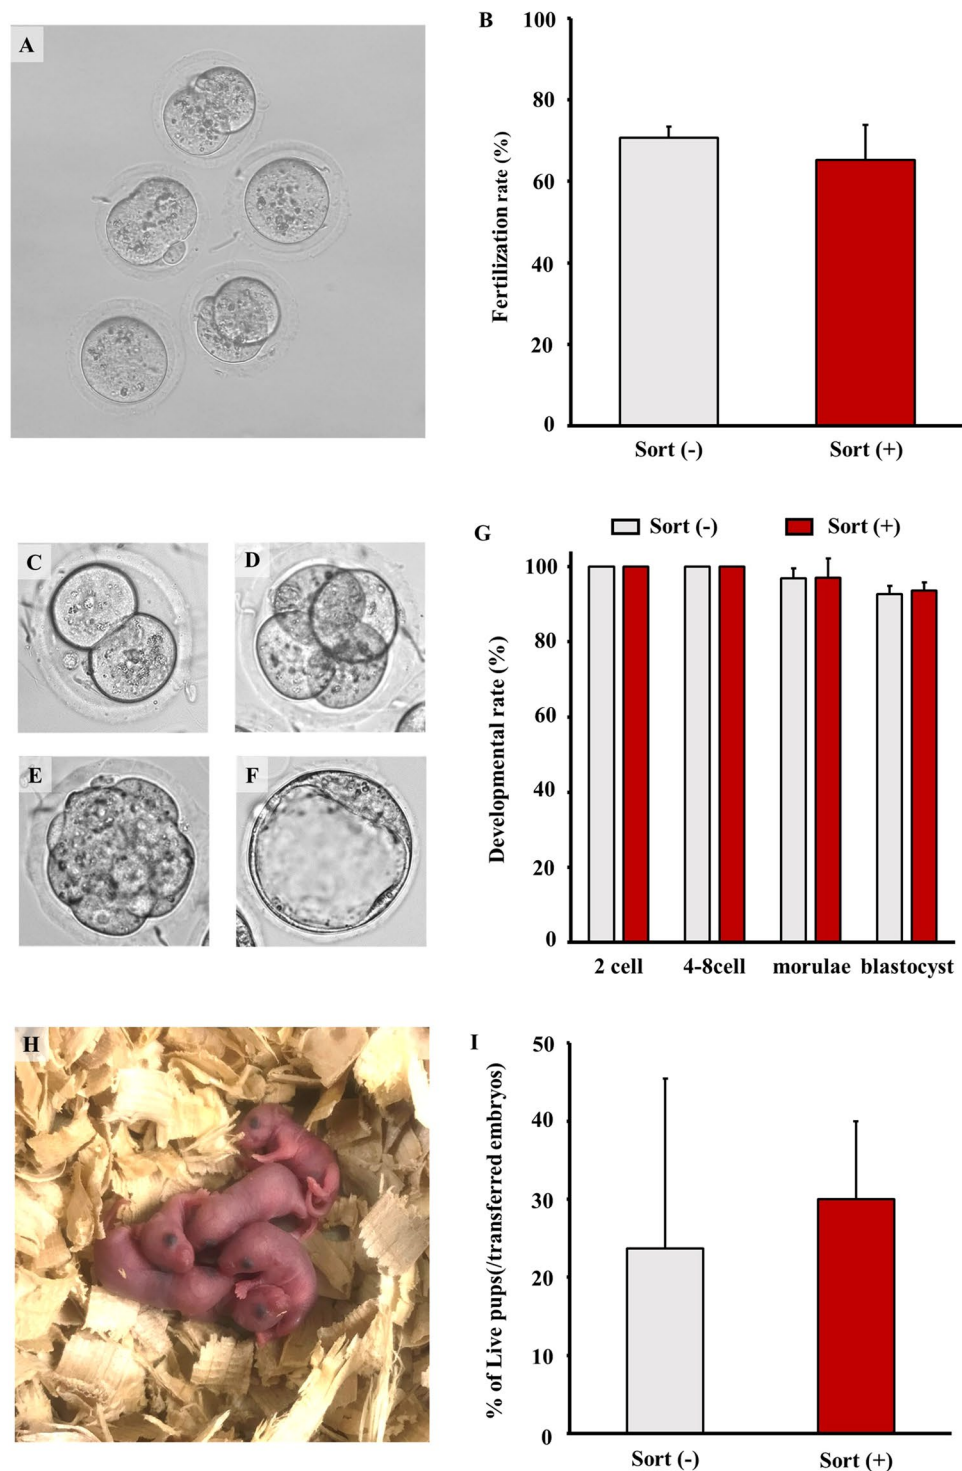 A
B
Fertilization rate (%)
100
80
60
40
20
0
Sort (-)
Sort (+)
C
D
E
F
G
Sort (-)
Sort (+)
Developmental rate (%)
100
80
60
40
20
0
2 cell
4-8cell
morulae
blastocyst
H
I
% of Live pups(/transferred embryos)
50
40
30
20
10
0
Sort (-)
Sort (+)